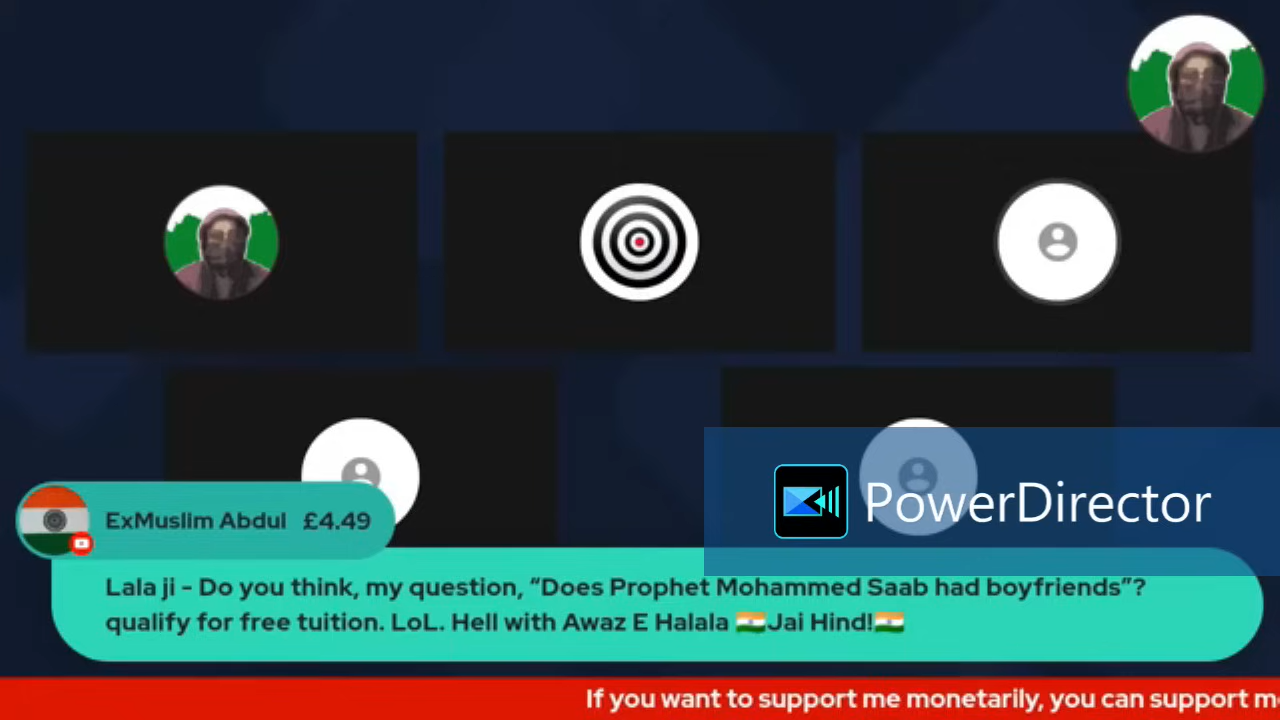 PowerDirector
ExMuslim Abdul £4.49
Lala ji - Do you think, my question, “Does Prophet Mohammed Saab had boyfriends”?
qualify for free tuition. LoL. Hell with Awaz E Halala 🇮🇳Jai Hind!🇮🇳
If you want to support me monetarily, you can support m